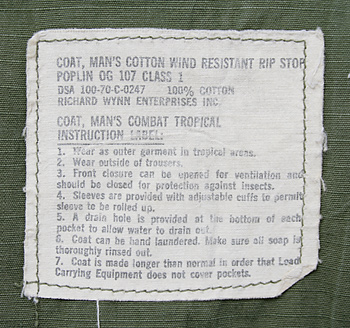 COAT, MAN'S COTTON WIND RESISTANT RIP STOP
POPLIN OG 107 CLASS 1
DSA 100-70-C-0247 100% COTTON
RICHARD WYNN ENTERPRISES INC.
COAT, MAN'S COMBAT TROPICAL
INSTRUCTION LABEL:
1. Wear as outer garment in tropical areas.
2. Wear outside of trousers.
3. Front closure can be opened for ventilation and
should be closed for protection against insects.
4. Sleeves are provided with adjustable cuffs to permit
sleeve to be rolled up.
5. A drain hole is provided at the bottom of each
pocket to allow water to drain out.
6. Coat can be hand laundered. Make sure all soap is
thoroughly rinsed out.
7. Coat is made longer than normal in order that Load
Carrying Equipment does not cover pockets.